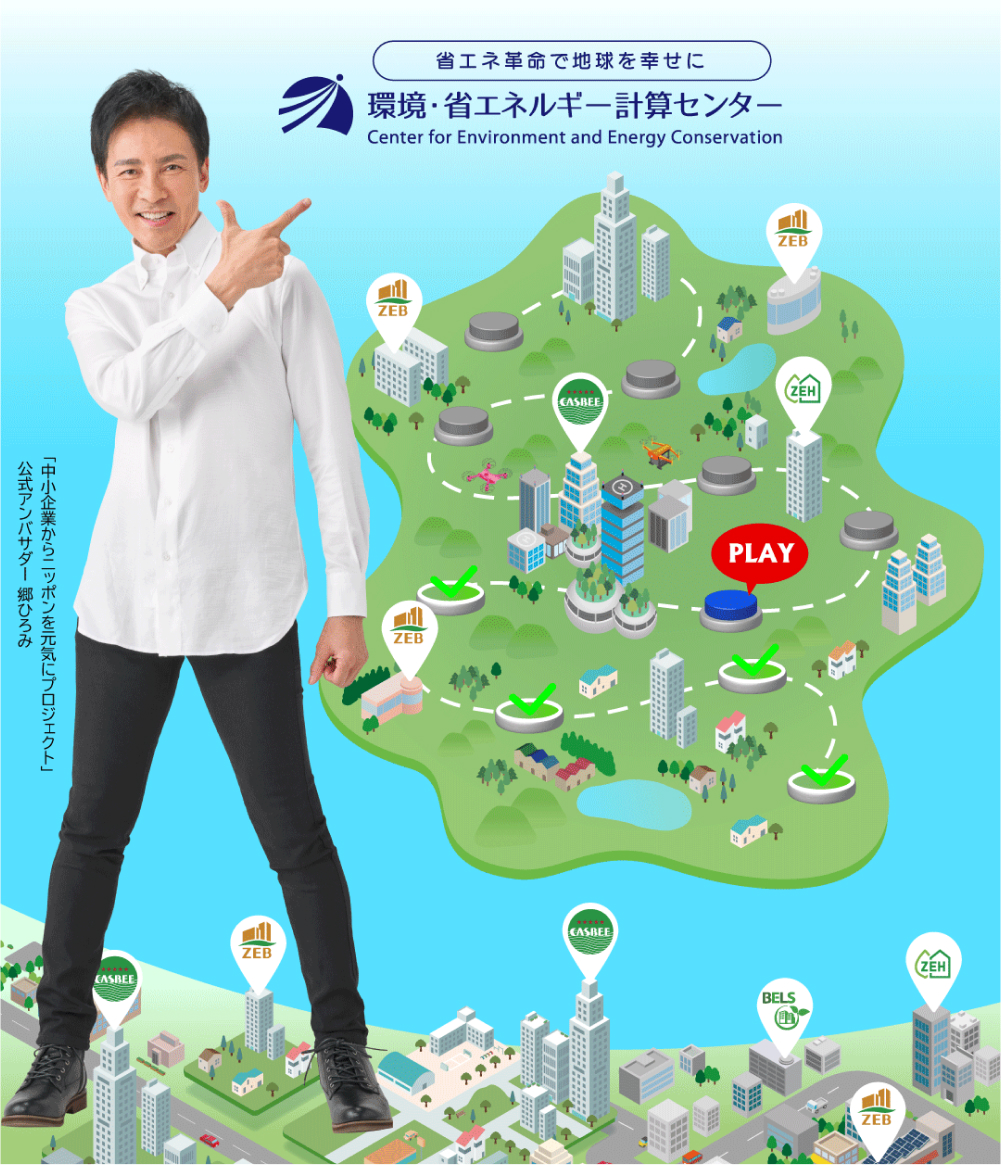 省エネ革命で地球を幸せに
環境・省エネルギー計算センター
Center for Environment and Energy Conservation
「中小企業からニッポンを元気にプロジェクト」
公式アンバサダー 郷ひろみ
ZEB
ZEB
ZEH
CASBEE
PLAY
ZEB
CASBEE
ZEB
CASBEE
ZEH
BELS
ZEB